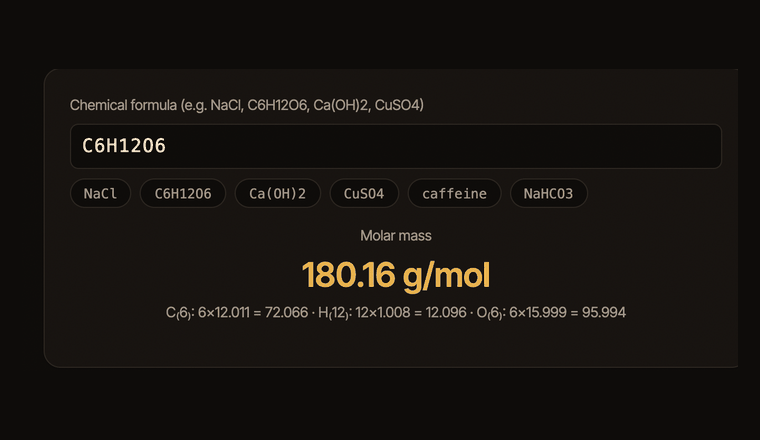 Chemical formula (e.g. NaCl, C6H12O6, Ca(OH)2, CuSO4)
C6H12O6
NaCl C6H12O6 Ca(OH)2 CuSO4 caffeine NaHCO3
Molar mass
180.16 g/mol
C₍6₎: 6×12.011 = 72.066 · H₍12₎: 12×1.008 = 12.096 · O₍6₎: 6×15.999 = 95.994